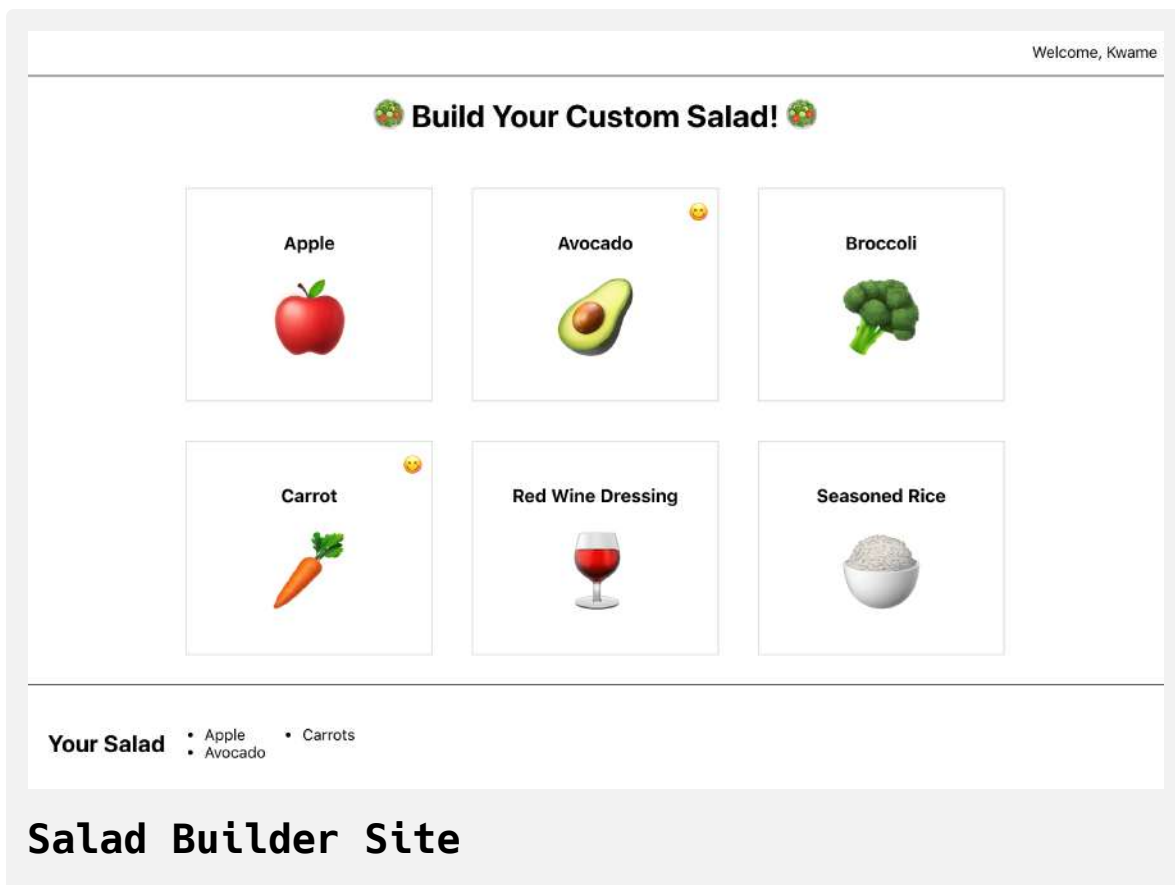 Welcome, Kwame
🥗 Build Your Custom Salad! 🥗
Apple
Avocado
Broccoli
Carrot
Red Wine Dressing
Seasoned Rice
Your Salad
• Apple
• Avocado
• Carrots
Salad Builder Site